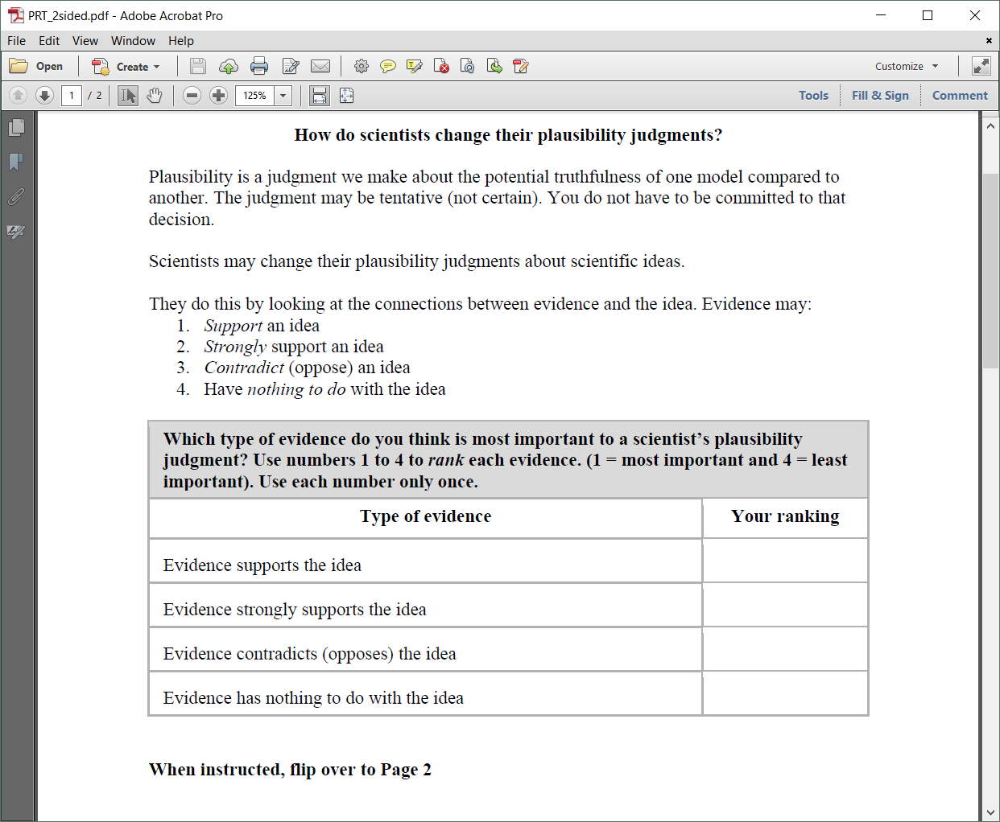 PRT_2sided.pdf - Adobe Acrobat Pro
File Edit View Window Help
Open Create Customize
1 / 2 125% Tools Fill & Sign Comment
How do scientists change their plausibility judgments?
Plausibility is a judgment we make about the potential truthfulness of one model compared to
another. The judgment may be tentative (not certain). You do not have to be committed to that
decision.
Scientists may change their plausibility judgments about scientific ideas.
They do this by looking at the connections between evidence and the idea. Evidence may:
1. Support an idea
2. Strongly support an idea
3. Contradict (oppose) an idea
4. Have nothing to do with the idea
Which type of evidence do you think is most important to a scientist’s plausibility
judgment? Use numbers 1 to 4 to rank each evidence. (1 = most important and 4 = least
important). Use each number only once.
Type of evidence Your ranking
Evidence supports the idea
Evidence strongly supports the idea
Evidence contradicts (opposes) the idea
Evidence has nothing to do with the idea
When instructed, flip over to Page 2